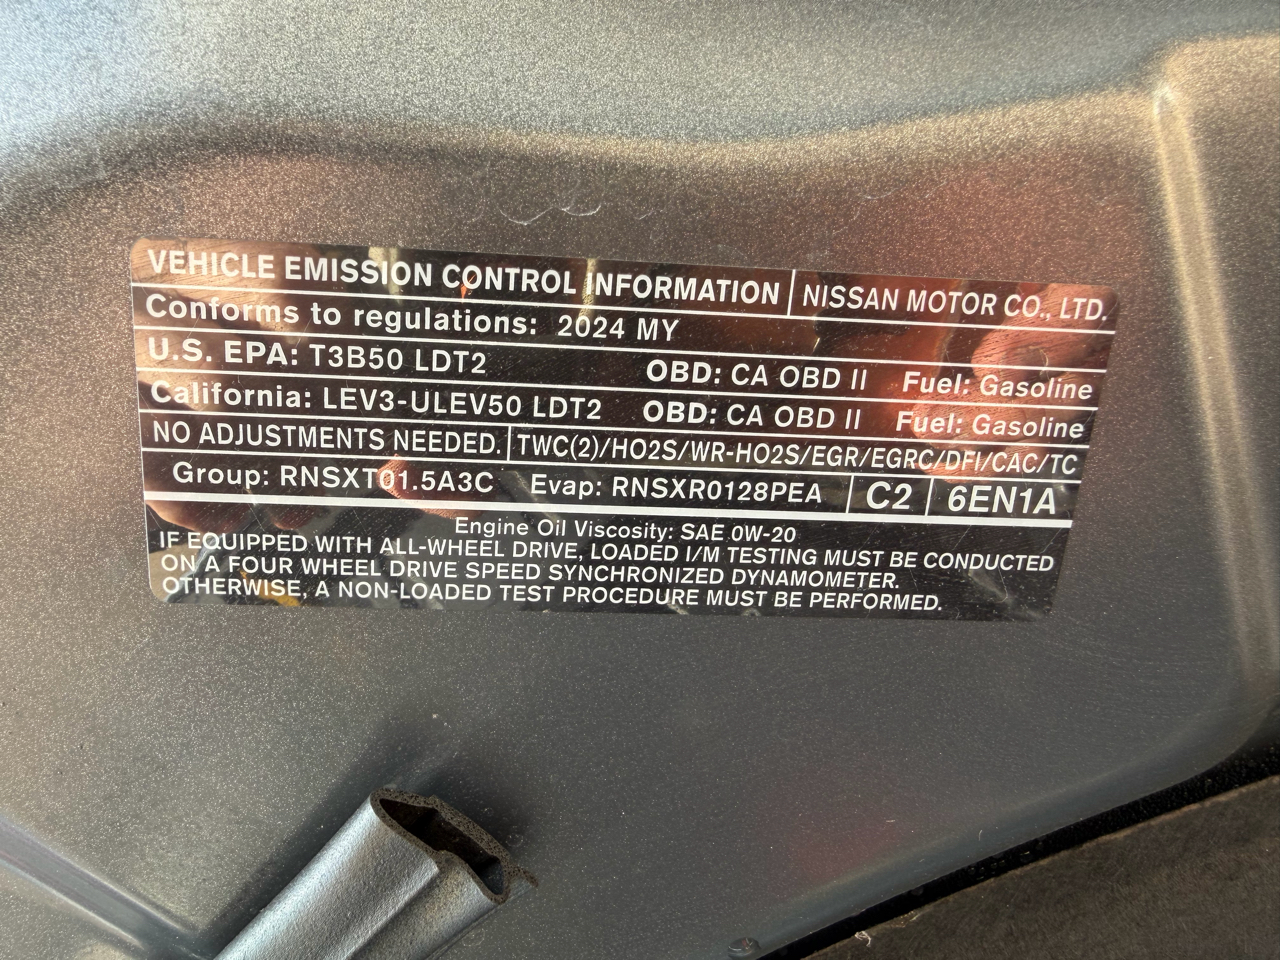 VEHICLE EMISSION CONTROL INFORMATION NISSAN MOTOR CO., LTD.
Conforms to regulations: 2024 MY
U.S. EPA: T3B50 LDT2 OBD: CA OBD II Fuel: Gasoline
California: LEV3-ULEV50 LDT2 OBD: CA OBD II Fuel: Gasoline
NO ADJUSTMENTS NEEDED. TWC(2)/HO2S/WR-HO2S/EGR/EGRC/DFI/CAC/TC
Group: RNSXT01.5A3C Evap: RNSXR0128PEA C2 6EN1A
Engine Oil Viscosity: SAE 0W-20
IF EQUIPPED WITH ALL-WHEEL DRIVE, LOADED I/M TESTING MUST BE CONDUCTED
ON A FOUR WHEEL DRIVE SPEED SYNCHRONIZED DYNAMOMETER.
OTHERWISE, A NON-LOADED TEST PROCEDURE MUST BE PERFORMED.